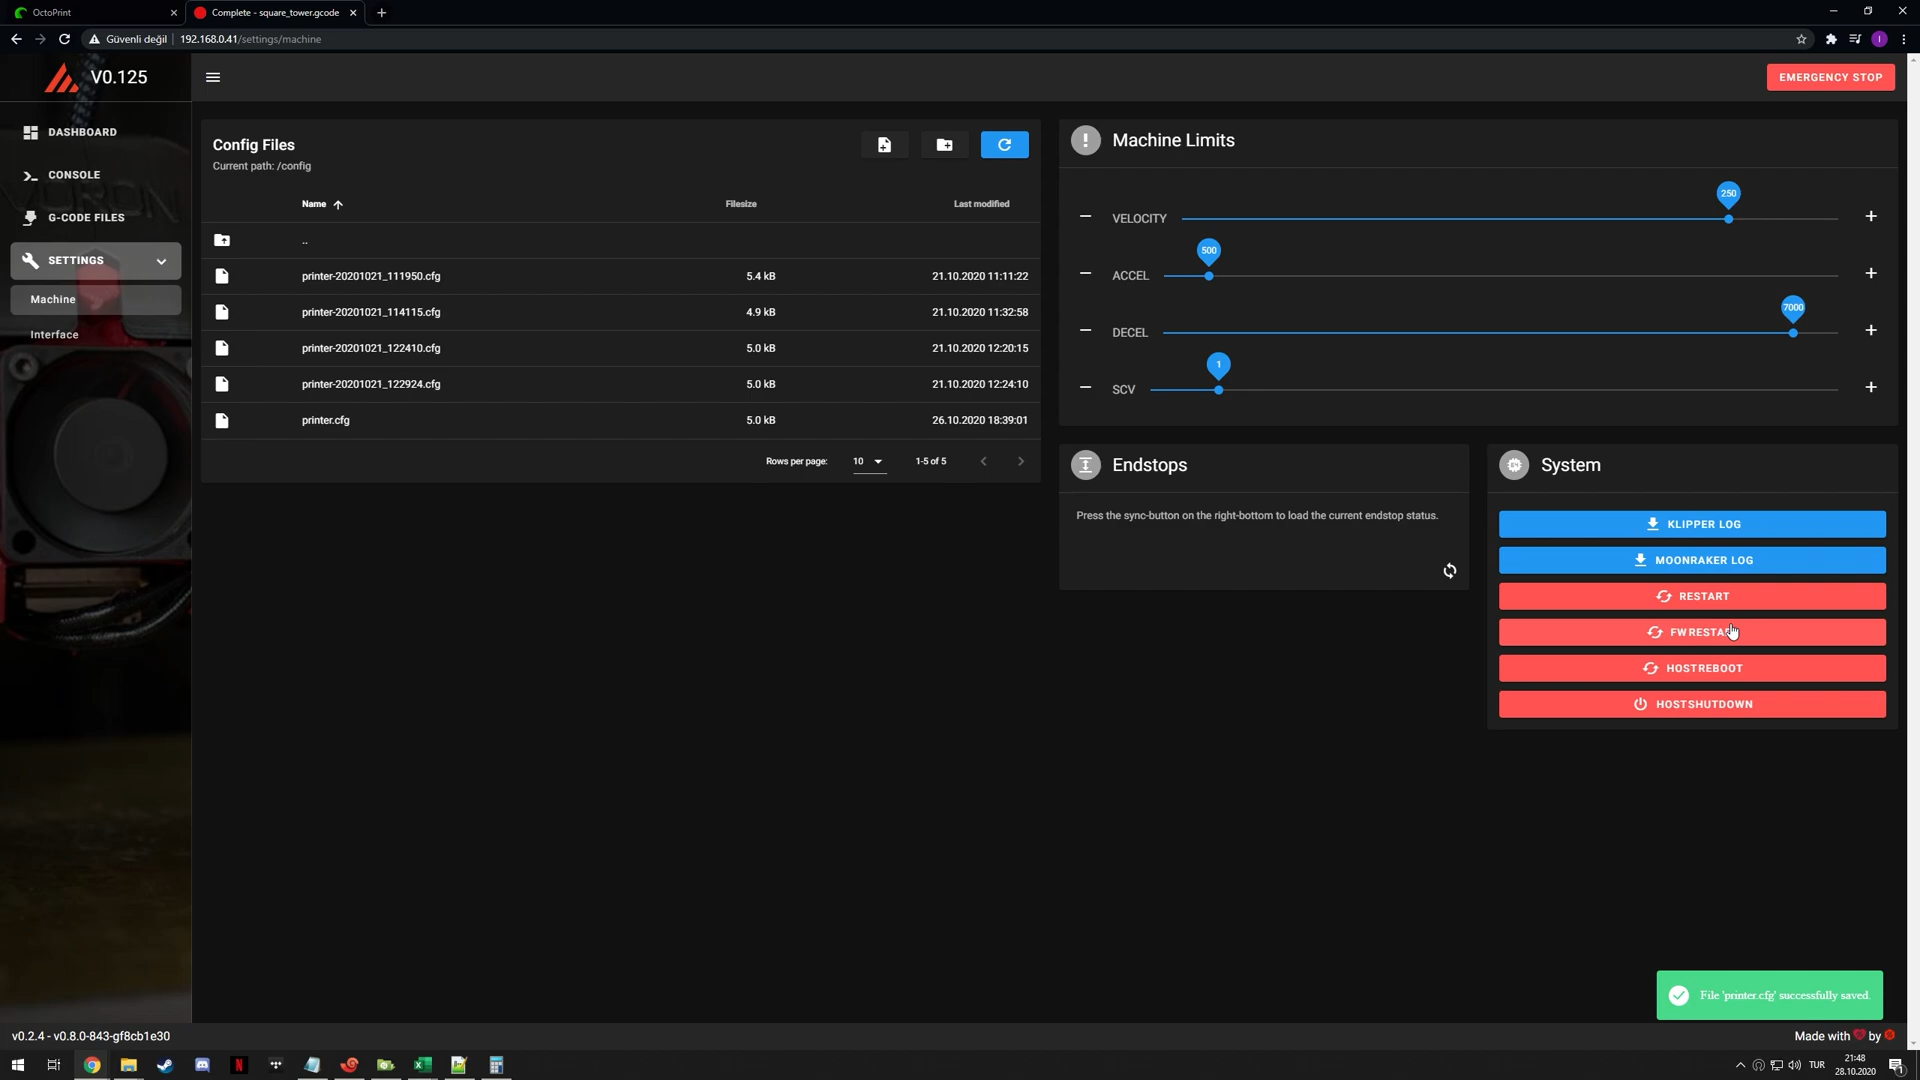 OctoPrint
Complete - square_tower.gcode
Güvenli değil
192.168.0.41/settings/machine
V0.125
EMERGENCY STOP
DASHBOARD
CONSOLE
G-CODE FILES
SETTINGS
Machine
Interface
Config Files
Current path: /config
Name
Filesize
Last modified
..
printer-20201021_111950.cfg 5.4 kB 21.10.2020 11:11:22
printer-20201021_114115.cfg 4.9 kB 21.10.2020 11:32:58
printer-20201021_122410.cfg 5.0 kB 21.10.2020 12:20:15
printer-20201021_122924.cfg 5.0 kB 21.10.2020 12:24:10
printer.cfg 5.0 kB 26.10.2020 18:39:01
Rows per page: 10 1-5 of 5
Machine Limits
250
VELOCITY
500
ACCEL
7000
DECEL
1
SCV
Endstops
Press the sync-button on the right-bottom to load the current endstop status.
System
KLIPPER LOG
MOONRAKER LOG
RESTART
FW RESTART
HOST REBOOT
HOST SHUTDOWN
File 'printer.cfg' successfully saved.
v0.2.4 - v0.8.0-843-gf8cb1e30
Made with by
TUR
21:48
28.10.2020